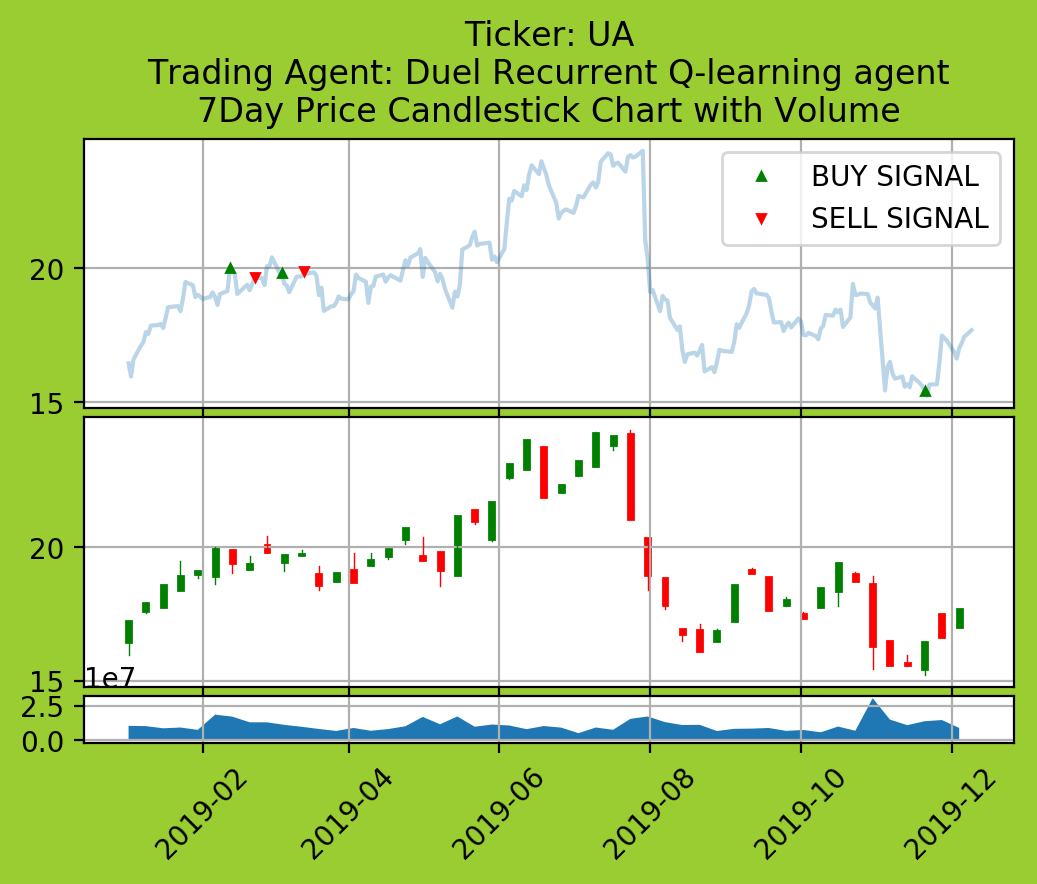 Ticker: UA
Trading Agent: Duel Recurrent Q-learning agent
7Day Price Candlestick Chart with Volume
BUY SIGNAL
SELL SIGNAL
20
15
20
15
1e7
2.5
0.0
2019-02
2019-04
2019-06
2019-08
2019-10
2019-12